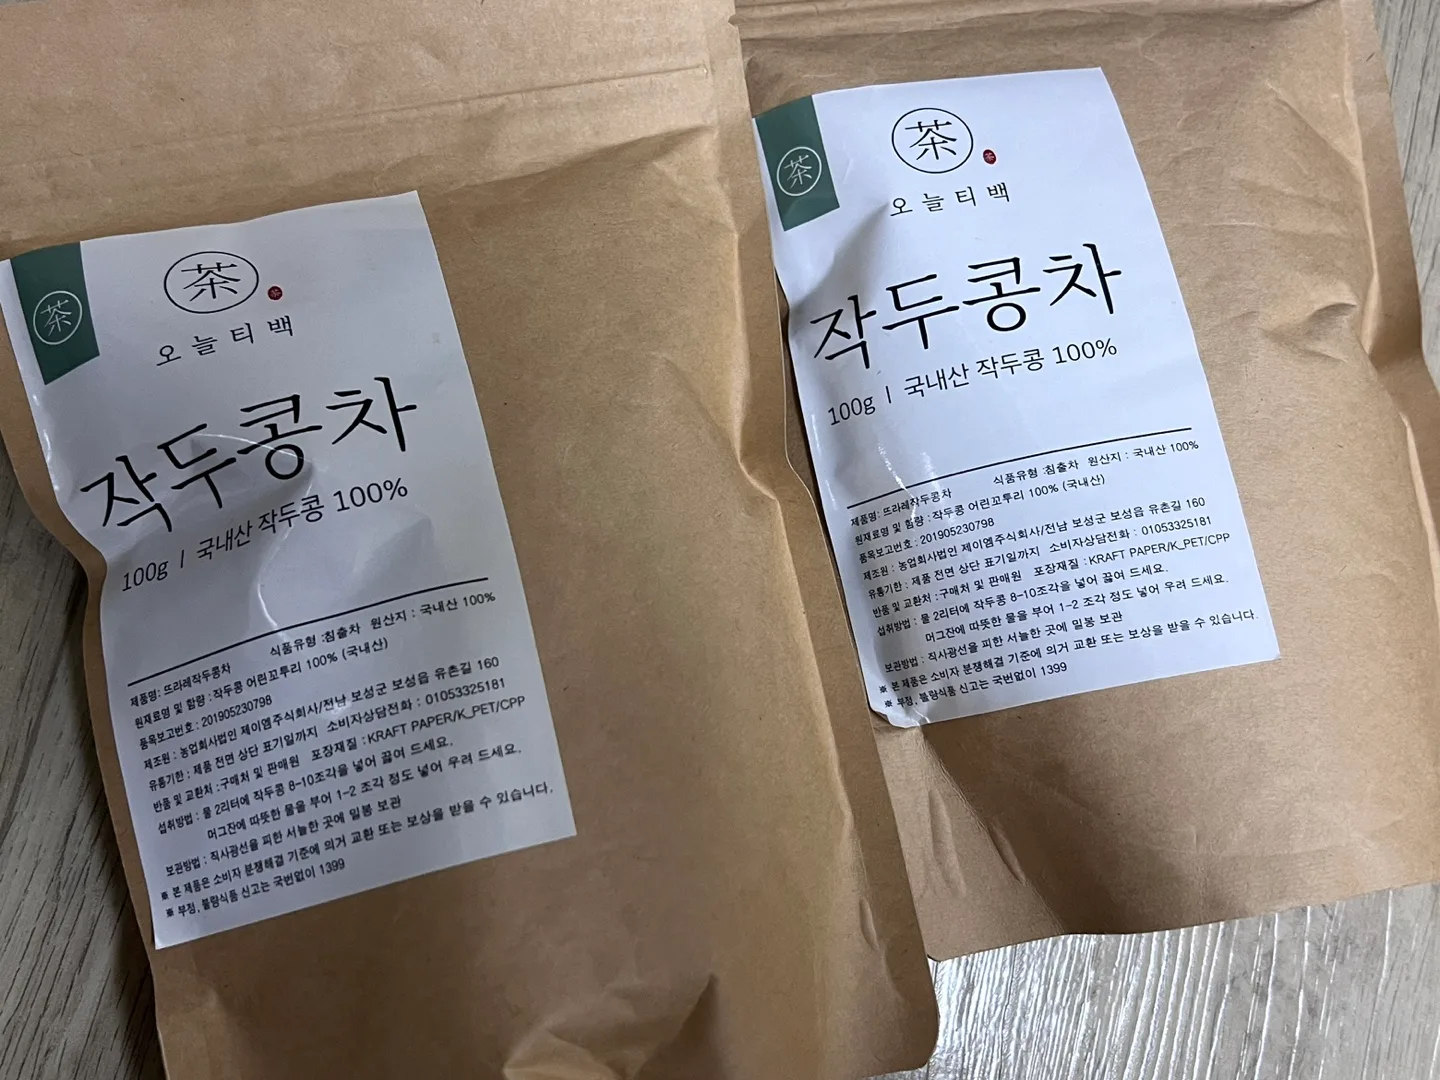 茶
茶
茶
오늘티백
작두콩차
100g | 국내산 작두콩 100%
제품명: 뜨라레작두콩차 식품유형 :침출차 원산지 : 국내산 100%
원재료명 및 함량 : 작두콩 어린꼬투리 100% (국내산)
품목보고번호 : 201905230798
제조원 : 농업회사법인 제이엠주식회사/전남 보성군 보성읍 유촌길 160
유통기한 : 제품 전면 상단 표기일까지 소비자상담전화 : 01053325181
반품 및 교환처 :구매처 및 판매원 포장재질 :KRAFT PAPER/K_PET/CPP
섭취방법 : 물 2리터에 작두콩 8-10조각을 넣어 끓여 드세요.
머그잔에 따뜻한 물을 부어 1-2 조각 정도 넣어 우려 드세요.
보관방법 : 직사광선을 피한 서늘한 곳에 밀봉 보관
※ 본 제품은 소비자 분쟁해결 기준에 의거 교환 또는 보상을 받을 수 있습니다.
※ 부정, 불량식품 신고는 국번없이 1399
茶
茶
茶
오늘티백
작두콩차
100g | 국내산 작두콩 100%
제품명: 뜨라레작두콩차 식품유형 :침출차 원산지 : 국내산 100%
원재료명 및 함량 : 작두콩 어린꼬투리 100% (국내산)
품목보고번호 : 201905230798
제조원 : 농업회사법인 제이엠주식회사/전남 보성군 보성읍 유촌길 160
유통기한 : 제품 전면 상단 표기일까지 소비자상담전화 : 01053325181
반품 및 교환처 :구매처 및 판매원 포장재질 :KRAFT PAPER/K_PET/CPP
섭취방법 : 물 2리터에 작두콩 8-10조각을 넣어 끓여 드세요.
머그잔에 따뜻한 물을 부어 1-2 조각 정도 넣어 우려 드세요.
보관방법 : 직사광선을 피한 서늘한 곳에 밀봉 보관
※ 본 제품은 소비자 분쟁해결 기준에 의거 교환 또는 보상을 받을 수 있습니다.
※ 부정, 불량식품 신고는 국번없이 1399